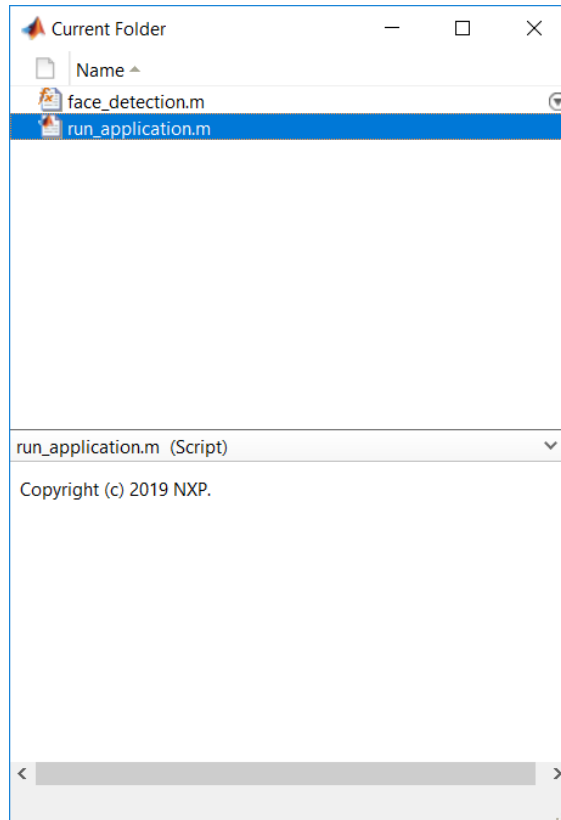 Current Folder
Name
face_detection.m
run_application.m
run_application.m (Script)
Copyright (c) 2019 NXP.